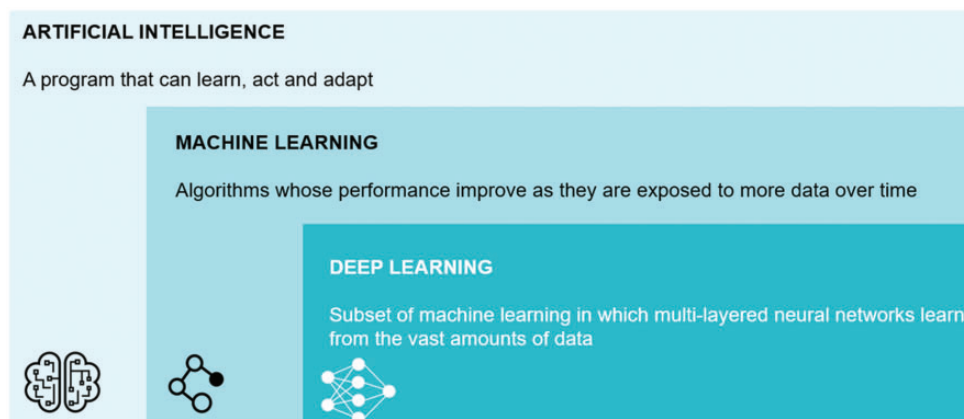 ARTIFICIAL INTELLIGENCE
A program that can learn, act and adapt
MACHINE LEARNING
Algorithms whose performance improve as they are exposed to more data over time
DEEP LEARNING
Subset of machine learning in which multi-layered neural networks learn
from the vast amounts of data